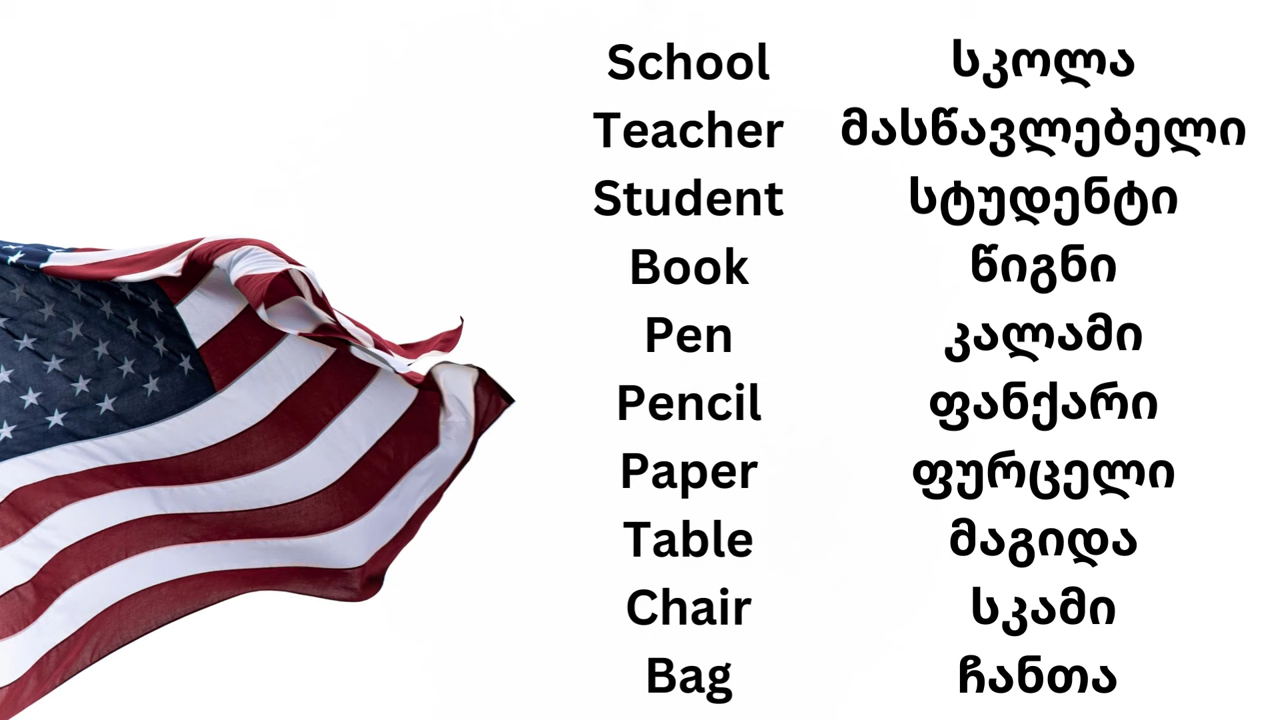 School სკოლა
Teacher მასწავლებელი
Student სტუდენტი
Book წიგნი
Pen კალამი
Pencil ფანქარი
Paper ფურცელი
Table მაგიდა
Chair სკამი
Bag ჩანთა